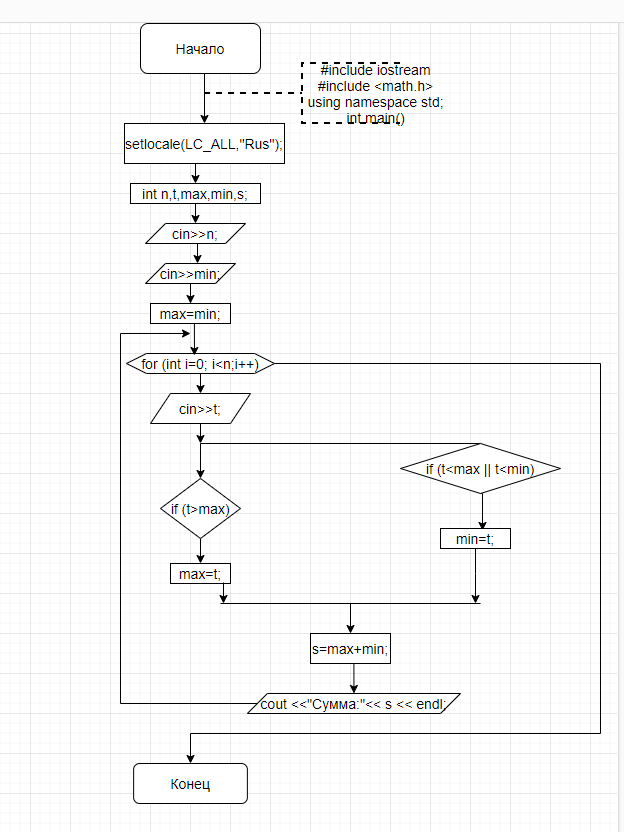 Начало
#include iostream
#include <math.h>
using namespace std;
int main()
setlocale(LC_ALL,"Rus");
int n,t,max,min,s;
cin>>n;
cin>>min;
max=min;
for (int i=0; i<n;i++)
cin>>t;
if (t<max || t<min)
if (t>max)
min=t;
max=t;
s=max+min;
cout <<"Сумма:"<< s << endl;
Конец